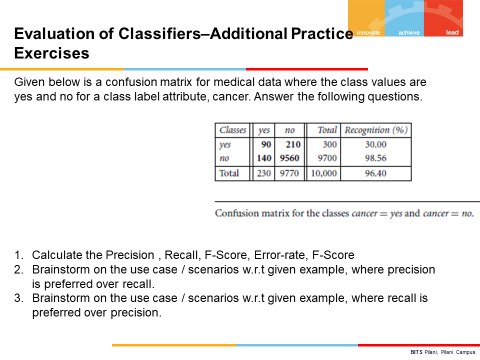 innovate achieve lead
Evaluation of Classifiers–Additional Practice
Exercises
Given below is a confusion matrix for medical data where the class values are
yes and no for a class label attribute, cancer. Answer the following questions.
Classes yes no Total Recognition (%)
yes 90 210 300 30.00
no 140 9560 9700 98.56
Total 230 9770 10,000 96.40
Confusion matrix for the classes cancer = yes and cancer = no.
1. Calculate the Precision , Recall, F-Score, Error-rate, F-Score
2. Brainstorm on the use case / scenarios w.r.t given example, where precision
is preferred over recall.
3. Brainstorm on the use case / scenarios w.r.t given example, where recall is
preferred over precision.
BITS Pilani, Pilani Campus